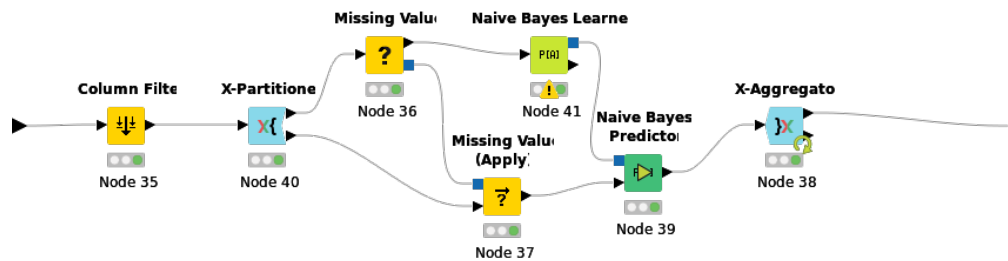 Missing Valu
Naive Bayes Learne
?
P[A]
Column Filte
X-Partitione
Node 36
Node 41
X-Aggregato
X{
Naive Bayes
Predicto
}X
Missing Valu
(Apply)
Node 35
Node 40
?
Node 38
Node 37
Node 39